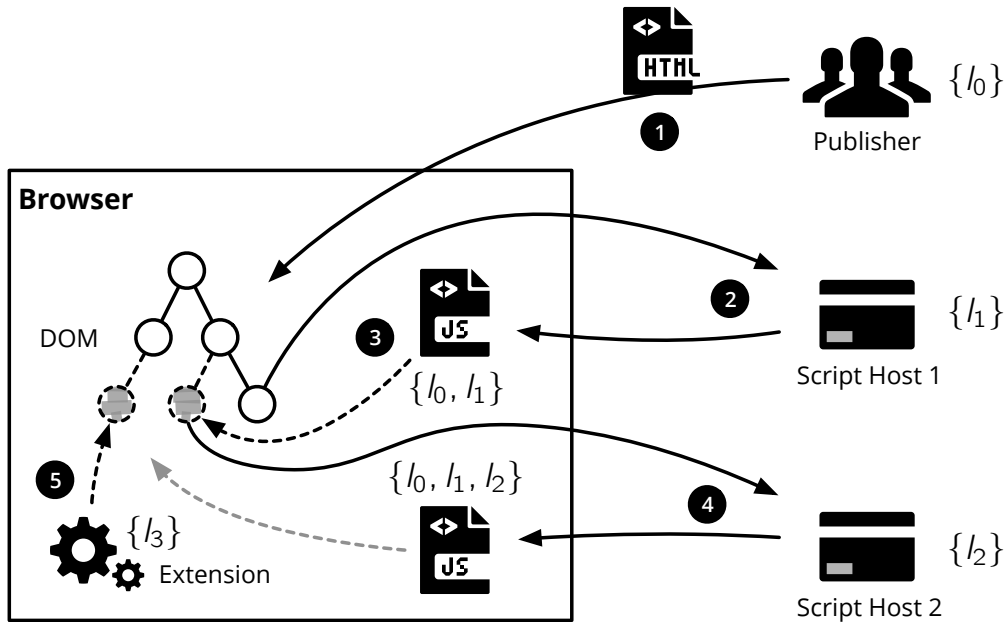 HTML
{l₀}
1
Publisher
Browser
2
{l₁}
DOM
3
JS
Script Host 1
{l₀, l₁}
{l₀, l₁, l₂}
5
4
{l₃}
JS
{l₂}
Extension
Script Host 2